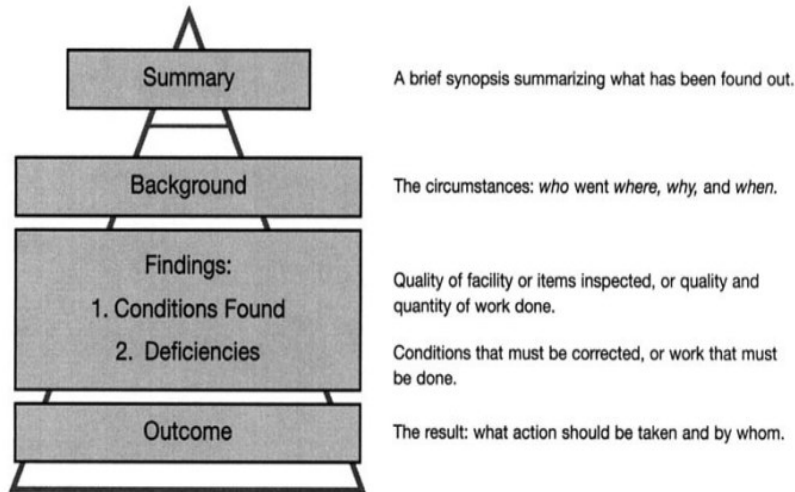 Summary
A brief synopsis summarizing what has been found out.
Background
The circumstances: who went where, why, and when.
Findings:
1. Conditions Found
2. Deficiencies
Quality of facility or items inspected, or quality and
quantity of work done.
Conditions that must be corrected, or work that must
be done.
Outcome
The result: what action should be taken and by whom.